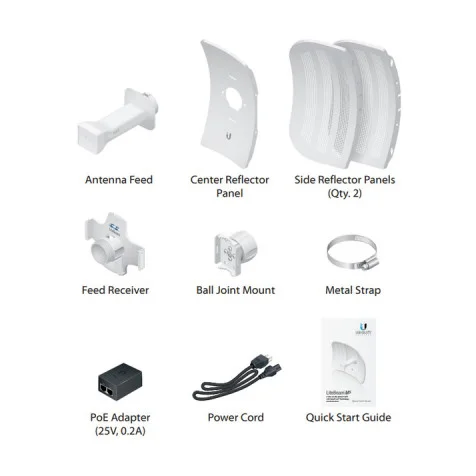 Antenna Feed
Center Reflector
Panel
Side Reflector Panels
(Qty. 2)
Feed Receiver
Ball Joint Mount
Metal Strap
PoE Adapter
(25V, 0.2A)
Power Cord
Quick Start Guide